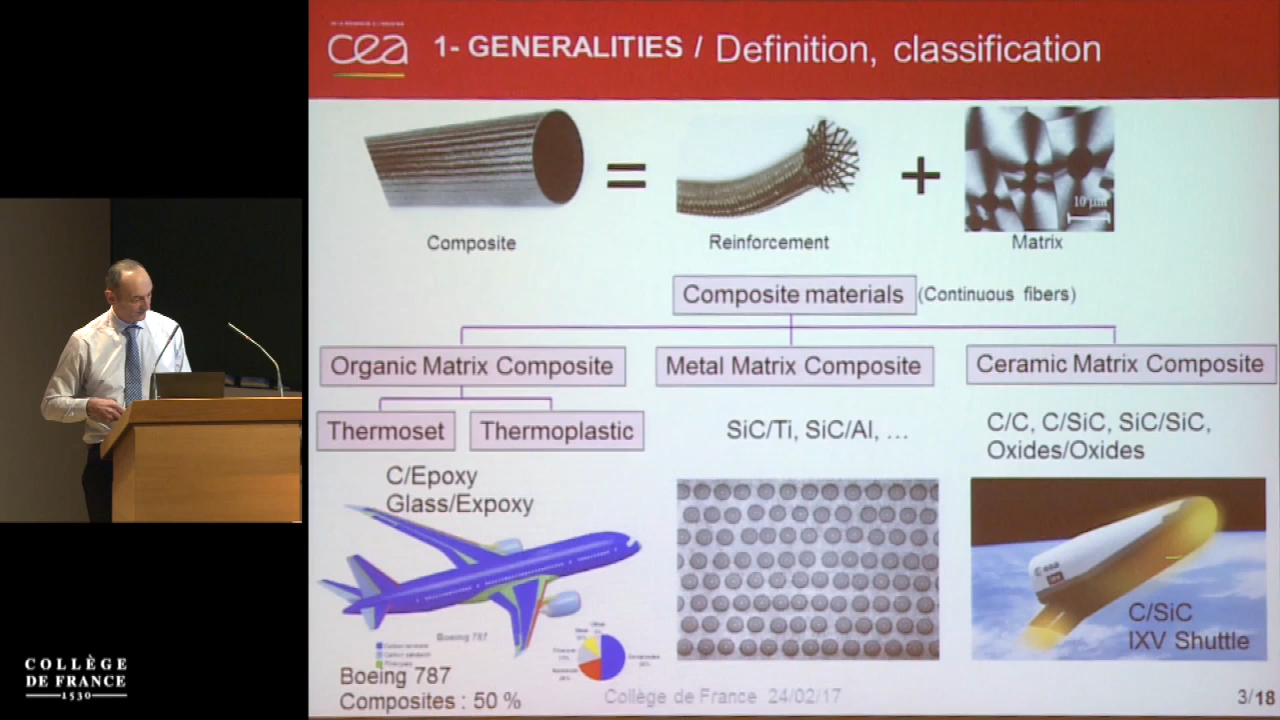 cea
1- GENERALITIES / Definition, classification
=
+
10 µm
Composite
Reinforcement
Matrix
Composite materials (Continuous fibers)
Organic Matrix Composite
Metal Matrix Composite
Ceramic Matrix Composite
Thermoset
Thermoplastic
SiC/Ti, SiC/Al, …
C/C, C/SiC, SiC/SiC,
Oxides/Oxides
C/Epoxy
Glass/Expoxy
esa
C/SiC
IXV Shuttle
Boeing 787
Boeing 787
Composites : 50 %
Collège de France 24/02/17
3/18
COLLÈGE
DE FRANCE
1530